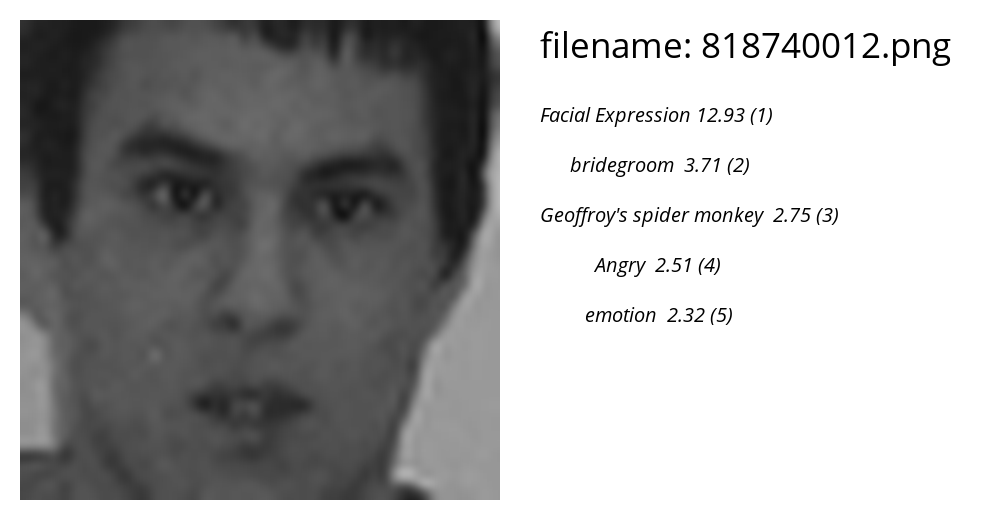 filename: 818740012.png
Facial Expression 12.93 (1)
bridegroom 3.71 (2)
Geoffroy's spider monkey 2.75 (3)
Angry 2.51 (4)
emotion 2.32 (5)